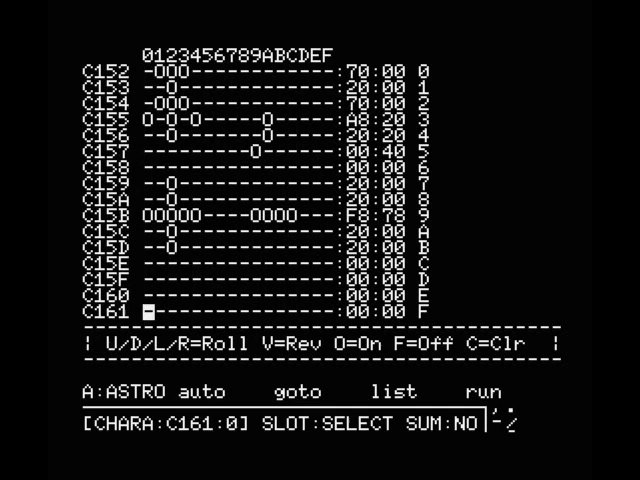 0123456789ABCDEF
C152 -OOO------------:70:00 0
C153 --O-------------:20:00 1
C154 -OOO------------:70:00 2
C155 O-O-O-----O-----:A8:20 3
C156 --O-------O-----:20:20 4
C157 ---------O------:00:40 5
C158 ----------------:00:00 6
C159 --O-------------:20:00 7
C15A --O-------------:20:00 8
C15B OOOOO----OOOO---:F8:78 9
C15C --O-------------:20:00 A
C15D --O-------------:20:00 B
C15E ----------------:00:00 C
C15F ----------------:00:00 D
C160 ----------------:00:00 E
C161 ----------------:00:00 F
¦ U/D/L/R=Roll V=Rev O=On F=Off C=Clr ¦
A:ASTRO auto goto list run
[CHARA:C161:0] SLOT:SELECT SUM:NO